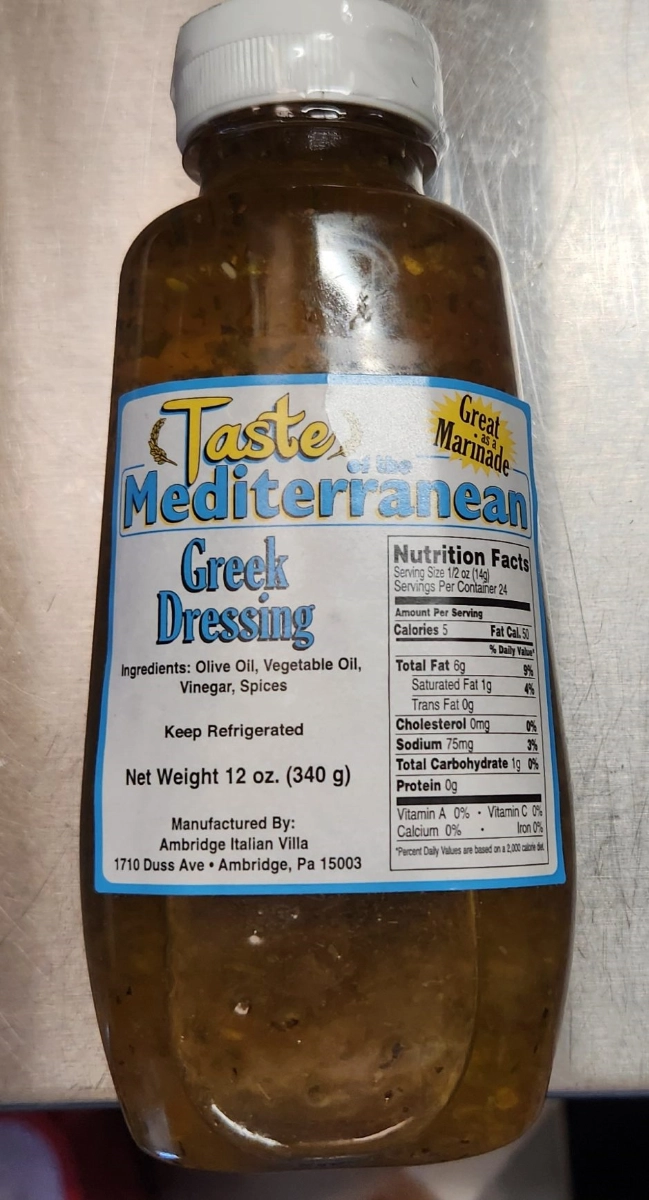 Taste
of the
Mediterranean
Great
as a
Marinade
Greek
Dressing
Ingredients: Olive Oil, Vegetable Oil,
Vinegar, Spices
Keep Refrigerated
Net Weight 12 oz. (340 g)
Manufactured By:
Ambridge Italian Villa
1710 Duss Ave • Ambridge, Pa 15003
Nutrition Facts
Serving Size 1/2 oz (14g)
Servings Per Container 24
Amount Per Serving
Calories 5 Fat Cal. 50
% Daily Value*
Total Fat 6g 9%
Saturated Fat 1g 4%
Trans Fat 0g
Cholesterol 0mg 0%
Sodium 75mg 3%
Total Carbohydrate 1g 0%
Protein 0g
Vitamin A 0% • Vitamin C 0%
Calcium 0% • Iron 0%
*Percent Daily Values are based on a 2,000 calorie diet.